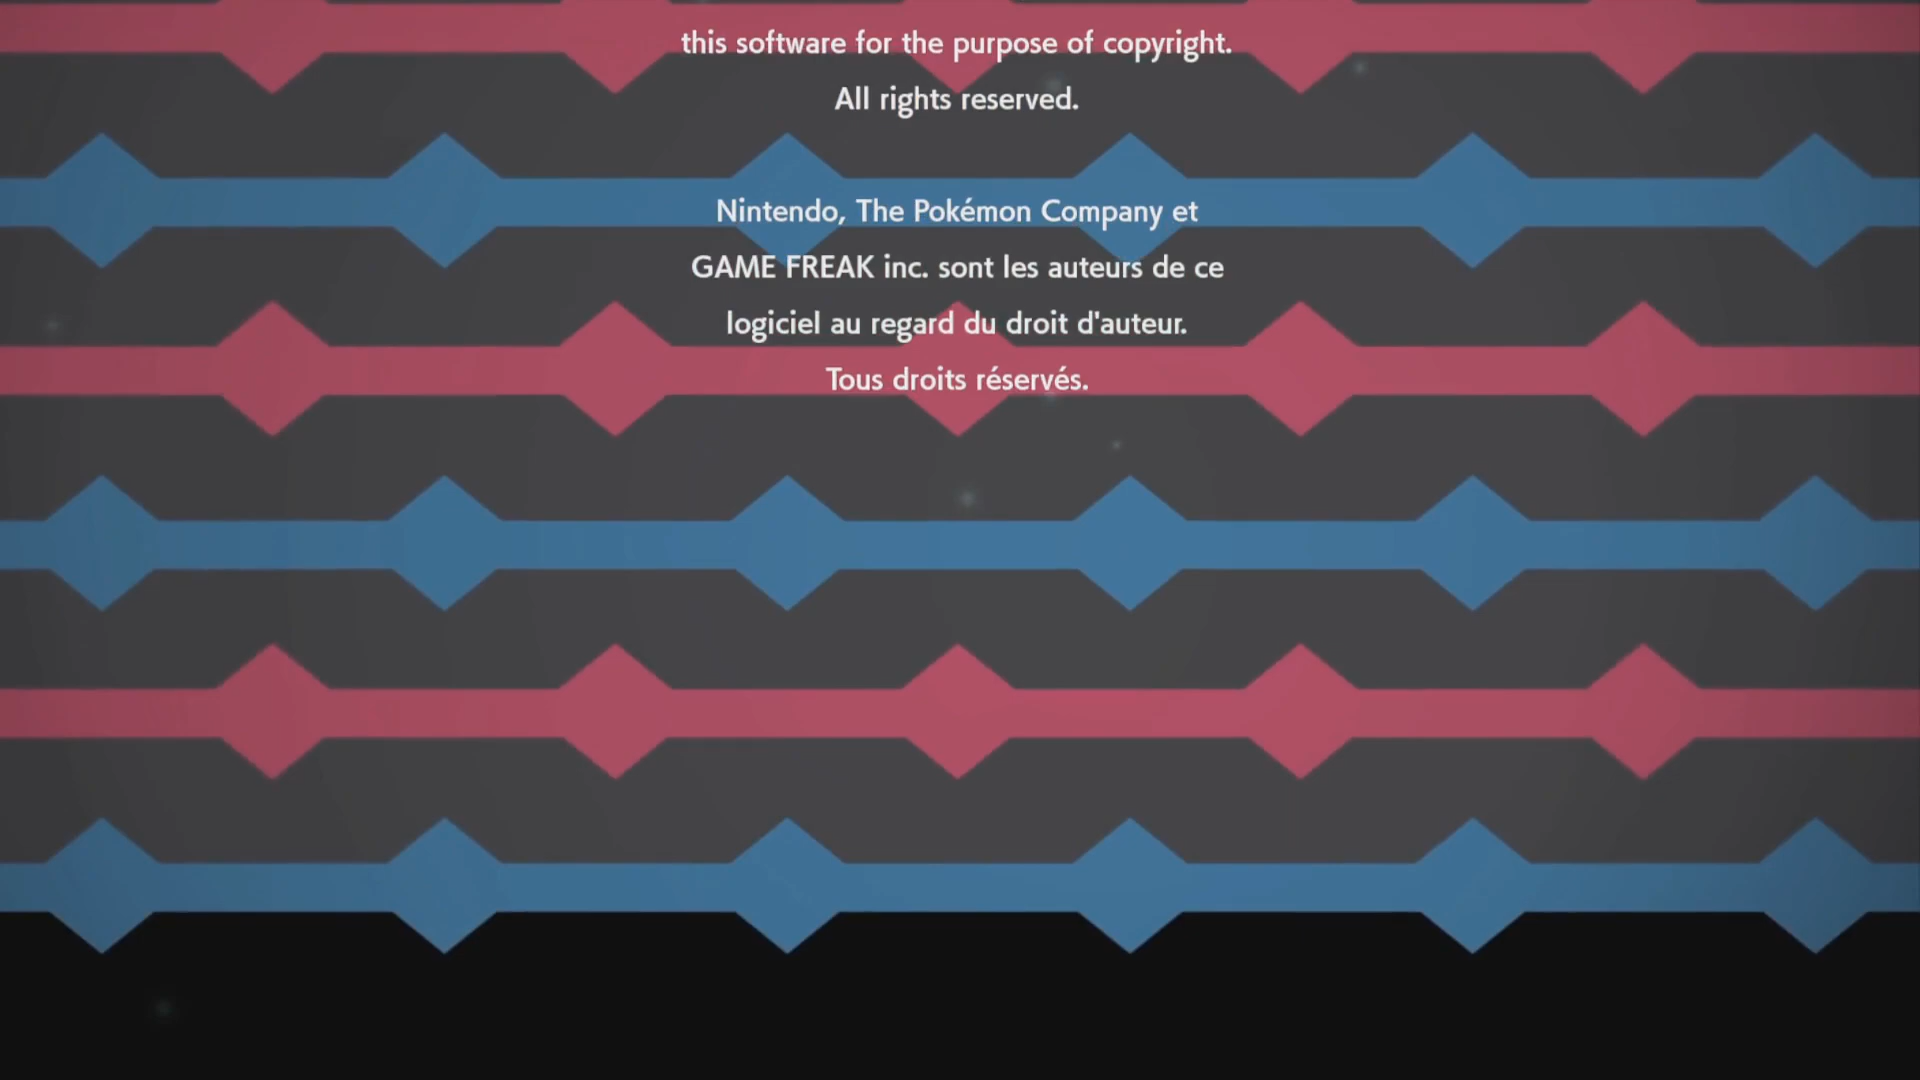 this software for the purpose of copyright.
All rights reserved.
Nintendo, The Pokémon Company et
GAME FREAK inc. sont les auteurs de ce
logiciel au regard du droit d'auteur.
Tous droits réservés.